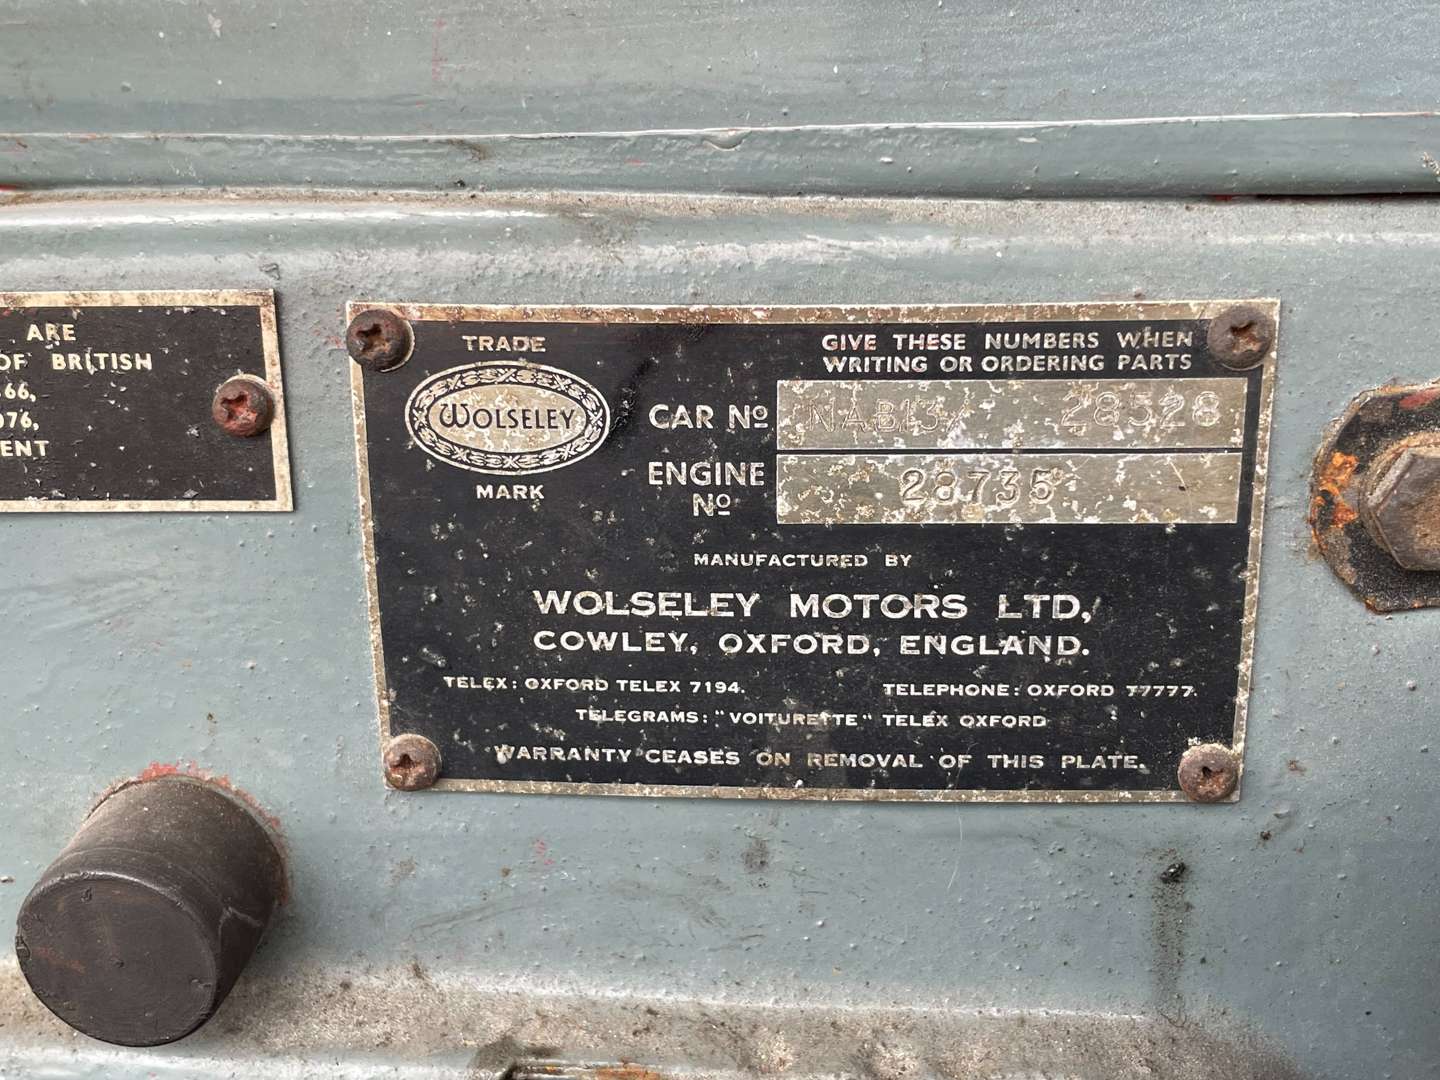 ARE
OF BRITISH
66,
076,
ENT
TRADE
WOLSELEY
MARK
GIVE THESE NUMBERS WHEN
WRITING OR ORDERING PARTS
CAR No NAB13/ 28528
ENGINE
No
28735
MANUFACTURED BY
WOLSELEY MOTORS LTD,
COWLEY, OXFORD, ENGLAND.
TELEX: OXFORD TELEX 7194.
TELEPHONE: OXFORD 77777.
TELEGRAMS: "VOITURETTE" TELEX OXFORD
WARRANTY CEASES ON REMOVAL OF THIS PLATE.